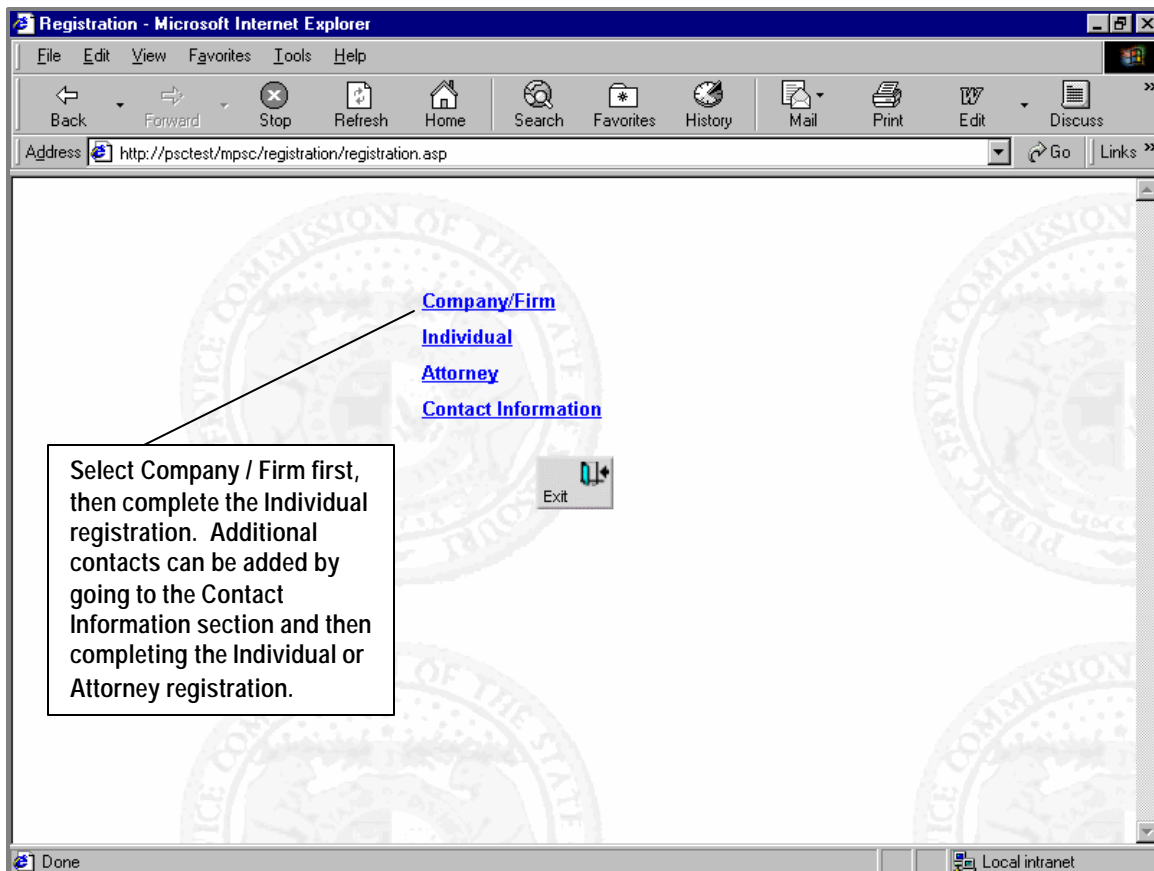 Registration - Microsoft Internet Explorer
File Edit View Favorites Tools Help
Back Forward Stop Refresh Home Search Favorites History Mail Print Edit Discuss »
Address http://psctest/mpsc/registration/registration.asp Go Links »
Company/Firm
Individual
Attorney
Contact Information
Exit
Select Company / Firm first,
then complete the Individual
registration. Additional
contacts can be added by
going to the Contact
Information section and then
completing the Individual or
Attorney registration.
Done Local intranet